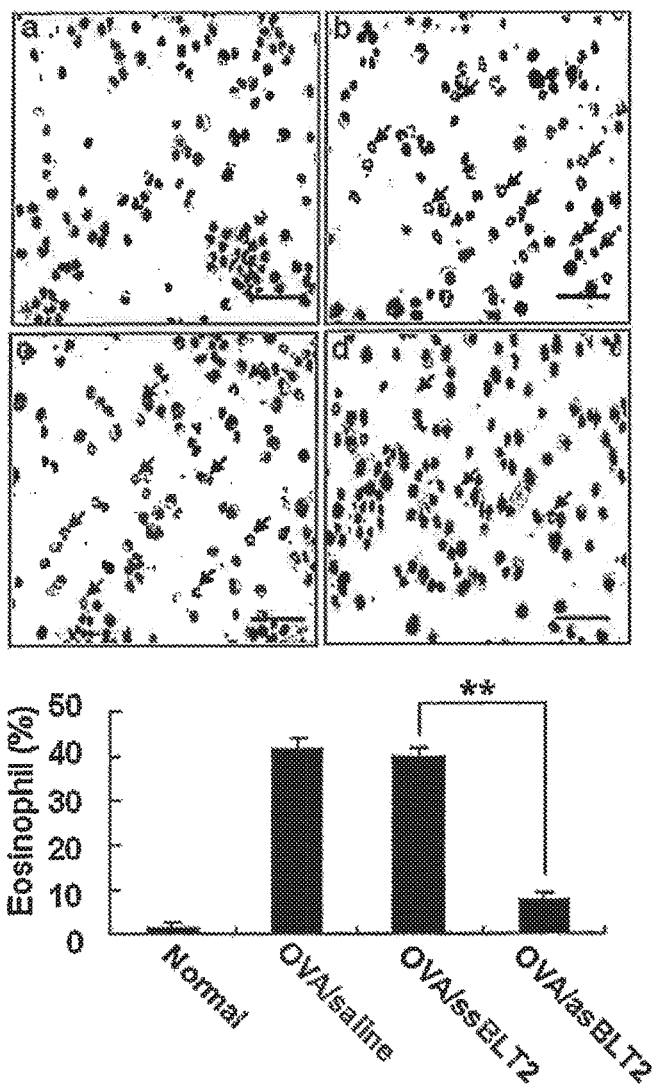 a
b
c
d
**
Eosinophil (%)
50
40
30
20
10
0
Normal
OVA/saline
OVA/ssBLT2
OVA/asBLT2